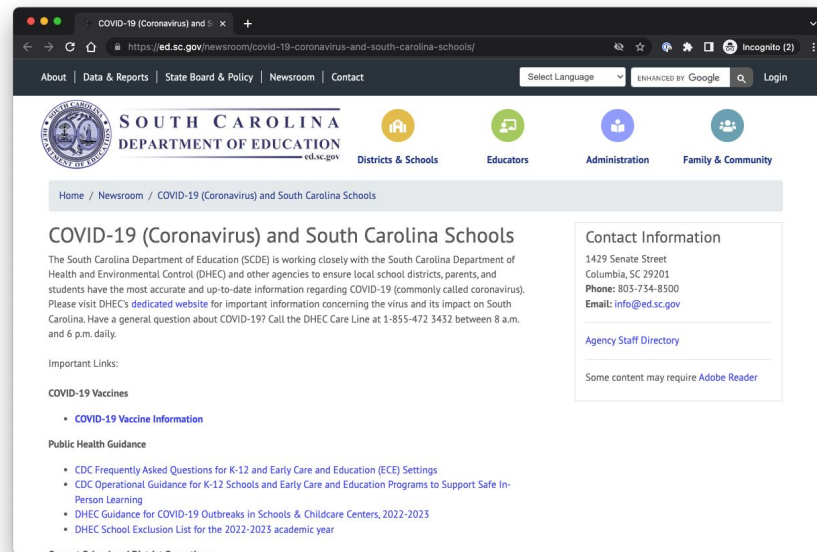 COVID-19 (Coronavirus) and S
https://ed.sc.gov/newsroom/covid-19-coronavirus-and-south-carolina-schools/
Incognito (2)
About | Data & Reports | State Board & Policy | Newsroom | Contact
Select Language
ENHANCED BY Google
Login
SOUTH CAROLINA
DEPARTMENT OF EDUCATION
ed.sc.gov
SOUTH CAROLINA
DEPARTMENT OF EDUCATION
Districts & Schools
Educators
Administration
Family & Community
Home / Newsroom / COVID-19 (Coronavirus) and South Carolina Schools
COVID-19 (Coronavirus) and South Carolina Schools
The South Carolina Department of Education (SCDE) is working closely with the South Carolina Department of
Health and Environmental Control (DHEC) and other agencies to ensure local school districts, parents, and
students have the most accurate and up-to-date information regarding COVID-19 (commonly called coronavirus).
Please visit DHEC's dedicated website for important information concerning the virus and its impact on South
Carolina. Have a general question about COVID-19? Call the DHEC Care Line at 1-855-472 3432 between 8 a.m.
and 6 p.m. daily.
Important Links:
COVID-19 Vaccines
• COVID-19 Vaccine Information
Public Health Guidance
• CDC Frequently Asked Questions for K-12 and Early Care and Education (ECE) Settings
• CDC Operational Guidance for K-12 Schools and Early Care and Education Programs to Support Safe In-
Person Learning
• DHEC Guidance for COVID-19 Outbreaks in Schools & Childcare Centers, 2022-2023
• DHEC School Exclusion List for the 2022-2023 academic year
Contact Information
1429 Senate Street
Columbia, SC 29201
Phone: 803-734-8500
Email: info@ed.sc.gov
Agency Staff Directory
Some content may require Adobe Reader